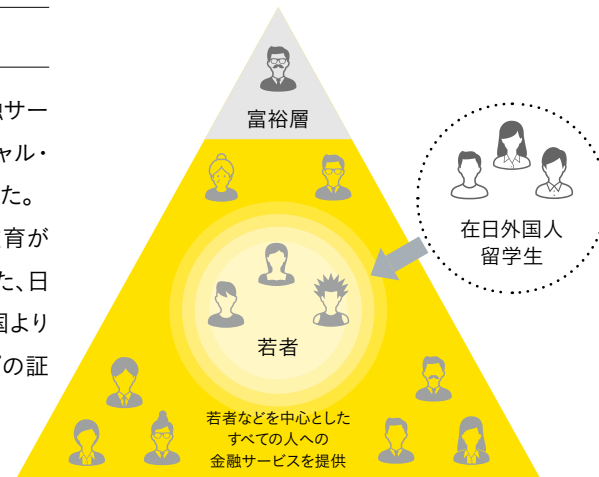 融サー
ャル・
た。
育が
た、日
国より
の証
富裕層
在日外国人
留学生
若者
若者などを中心とした
すべての人への
金融サービスを提供